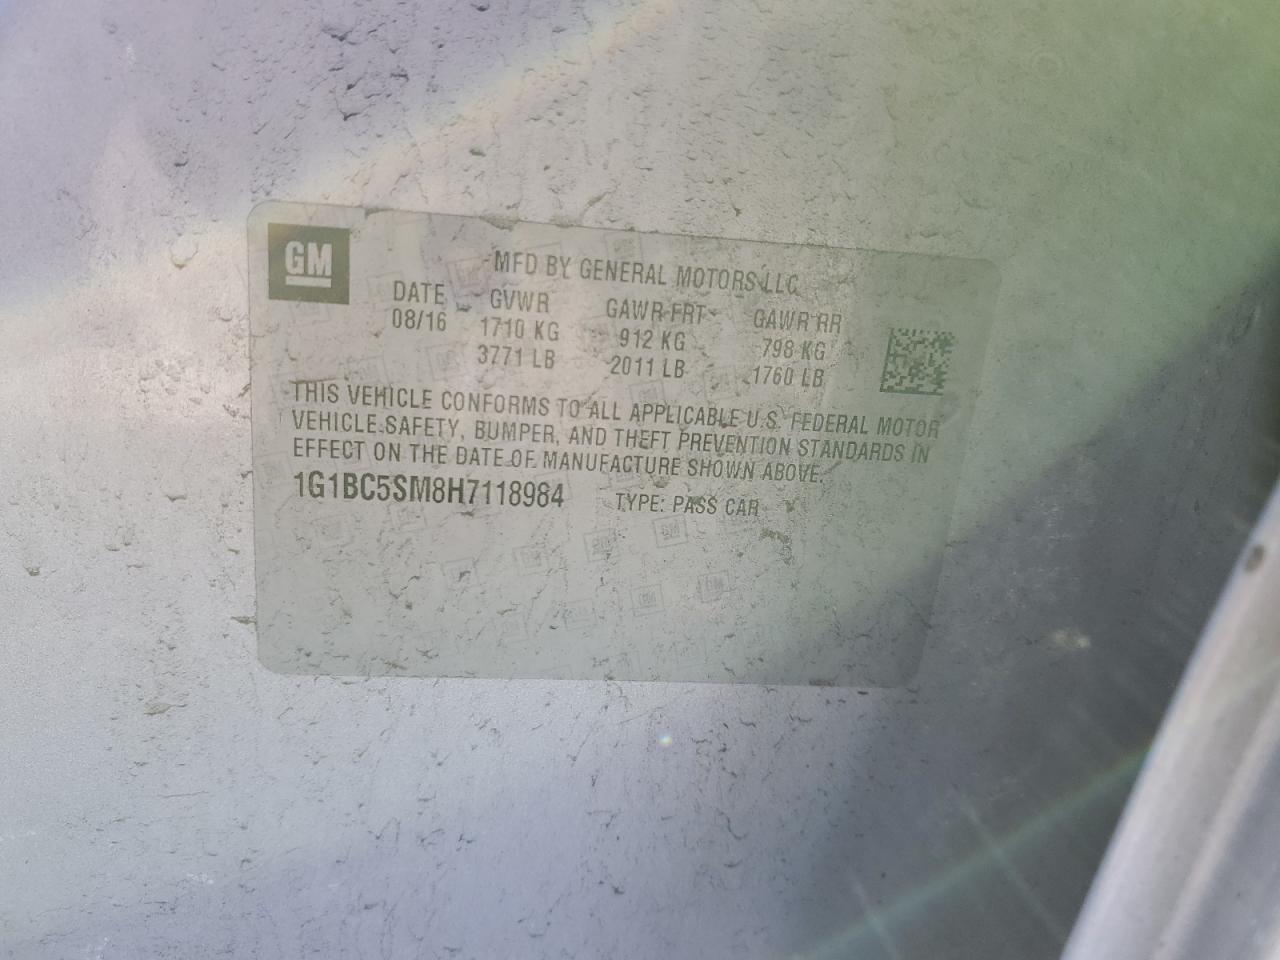 GM
MFD BY GENERAL MOTORS LLC
DATE GVWR GAWR FRT GAWR RR
08/16 1710 KG 912 KG 798 KG
3771 LB 2011 LB 1760 LB
THIS VEHICLE CONFORMS TO ALL APPLICABLE U.S. FEDERAL MOTOR
VEHICLE SAFETY, BUMPER, AND THEFT PREVENTION STANDARDS IN
EFFECT ON THE DATE OF MANUFACTURE SHOWN ABOVE.
1G1BC5SM8H7118984 TYPE: PASS CAR